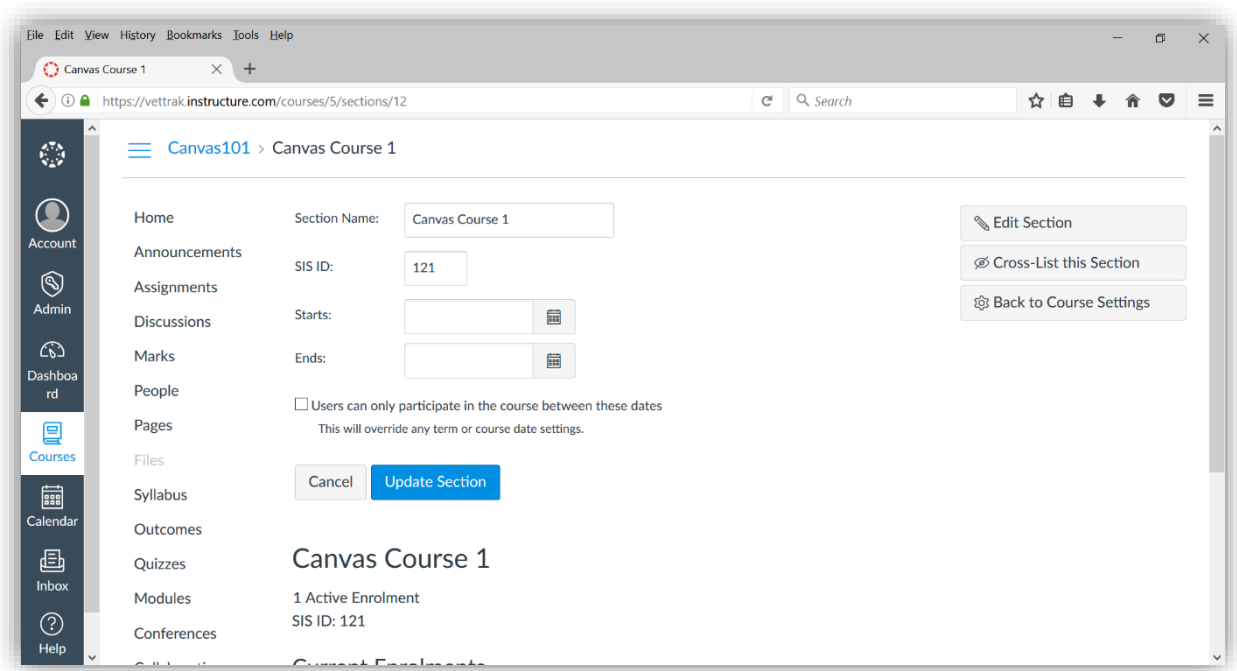 File Edit View History Bookmarks Tools Help
Canvas Course 1
https://vettrak.instructure.com/courses/5/sections/12
Search
Canvas101 > Canvas Course 1
Account
Admin
Dashboa
rd
Courses
Calendar
Inbox
Help
Home
Announcements
Assignments
Discussions
Marks
People
Pages
Files
Syllabus
Outcomes
Quizzes
Modules
Conferences
Section Name: Canvas Course 1
SIS ID: 121
Starts:
Ends:
Users can only participate in the course between these dates
This will override any term or course date settings.
Cancel Update Section
Canvas Course 1
1 Active Enrolment
SIS ID: 121
Current Enrolments
Edit Section
Cross-List this Section
Back to Course Settings